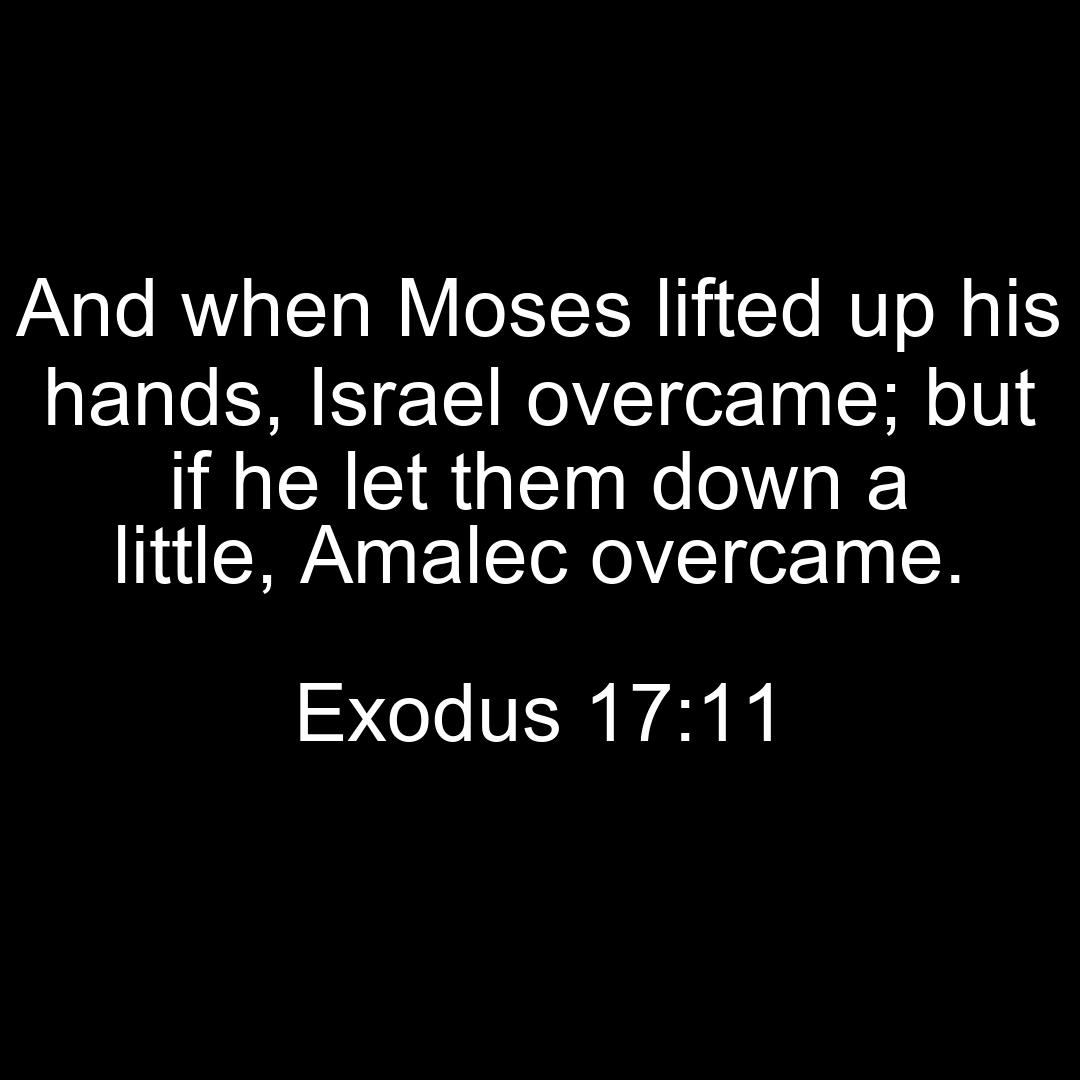 And when Moses lifted up his
hands, Israel overcame; but
if he let them down a
little, Amalec overcame.
Exodus 17:11